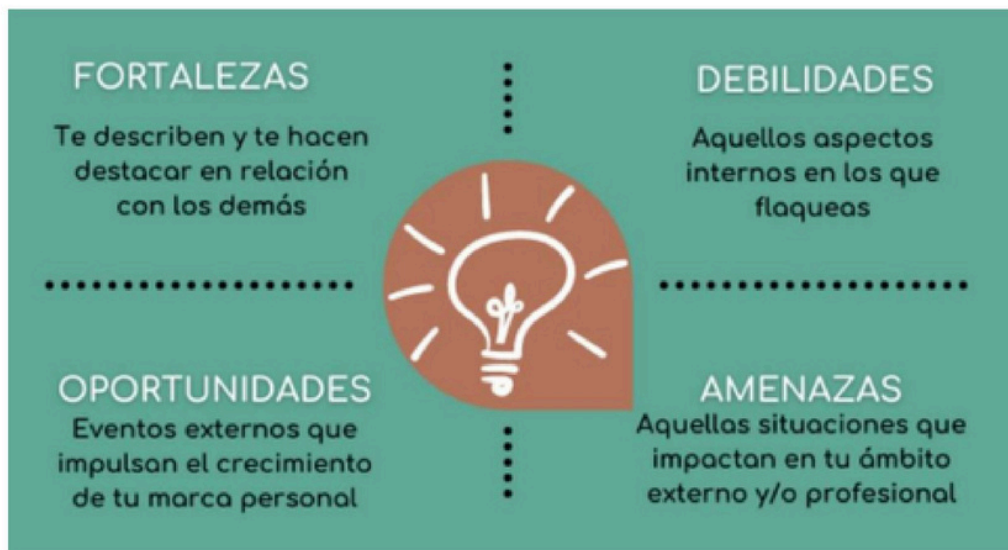 FORTALEZAS
Te describen y te hacen
destacar en relación
con los demás
DEBILIDADES
Aquellos aspectos
internos en los que
flaqueas
OPORTUNIDADES
Eventos externos que
impulsan el crecimiento
de tu marca personal
AMENAZAS
Aquellas situaciones que
impactan en tu ámbito
externo y/o profesional